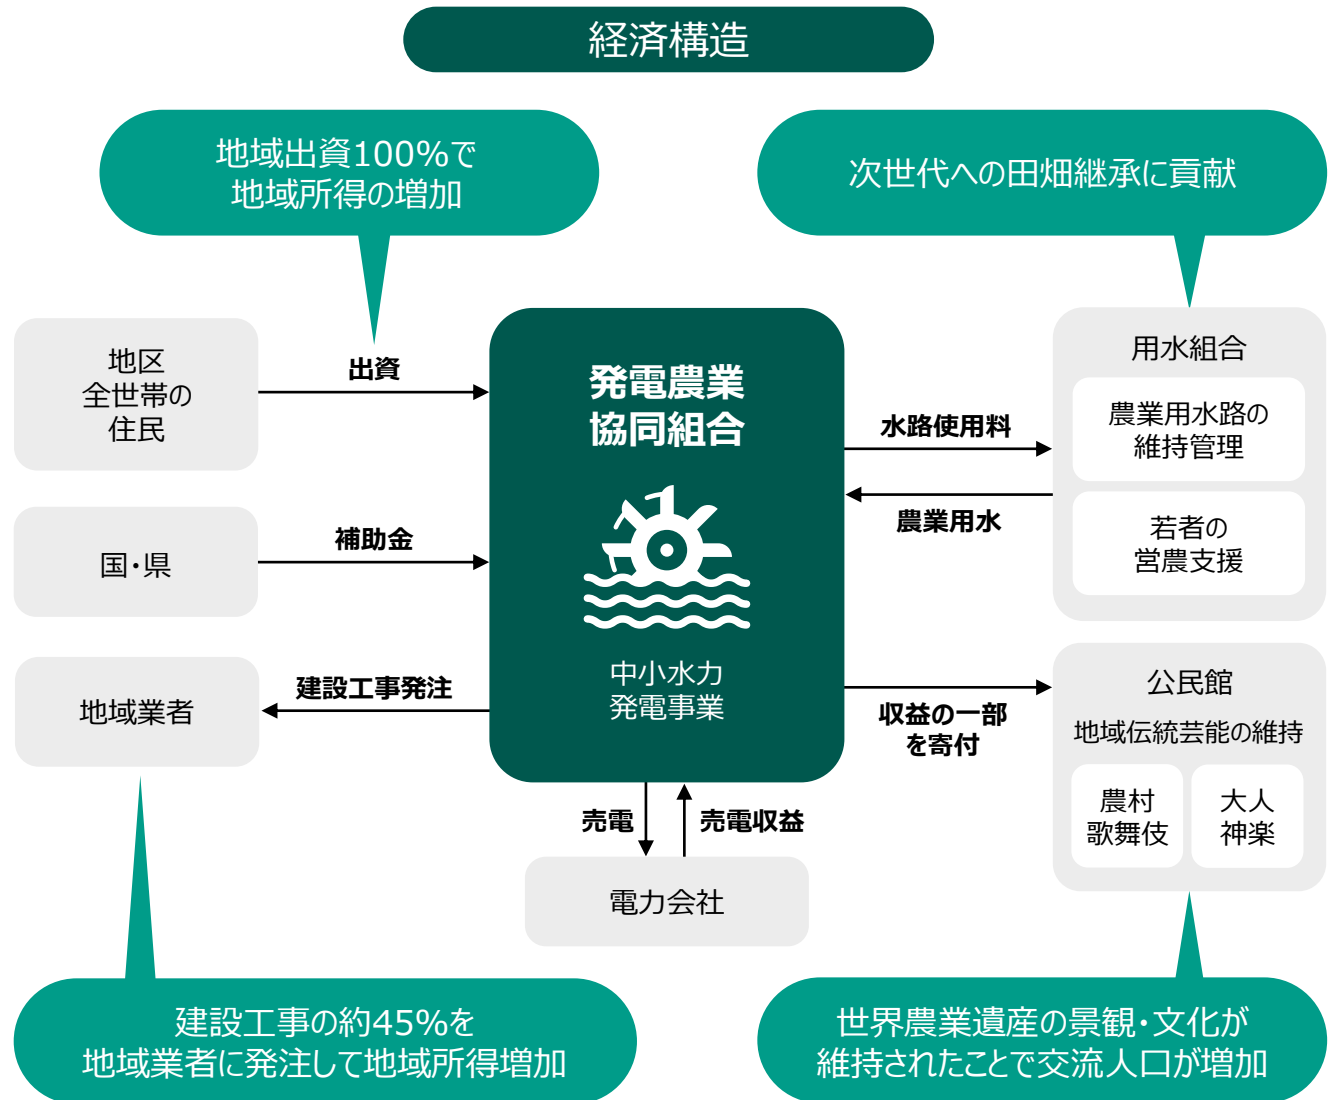 経済構造
地域出資100%で
地域所得の増加
次世代への田畑継承に貢献
地区
全世帯の
住民
出資
国・県
補助金
地域業者
建設工事発注
発電農業
協同組合
中小水力
発電事業
水路使用料
農業用水
収益の一部
を寄付
用水組合
農業用水路の
維持管理
若者の
営農支援
公民館
地域伝統芸能の維持
農村
歌舞伎
大人
神楽
売電
売電収益
電力会社
建設工事の約45%を
地域業者に発注して地域所得増加
世界農業遺産の景観・文化が
維持されたことで交流人口が増加